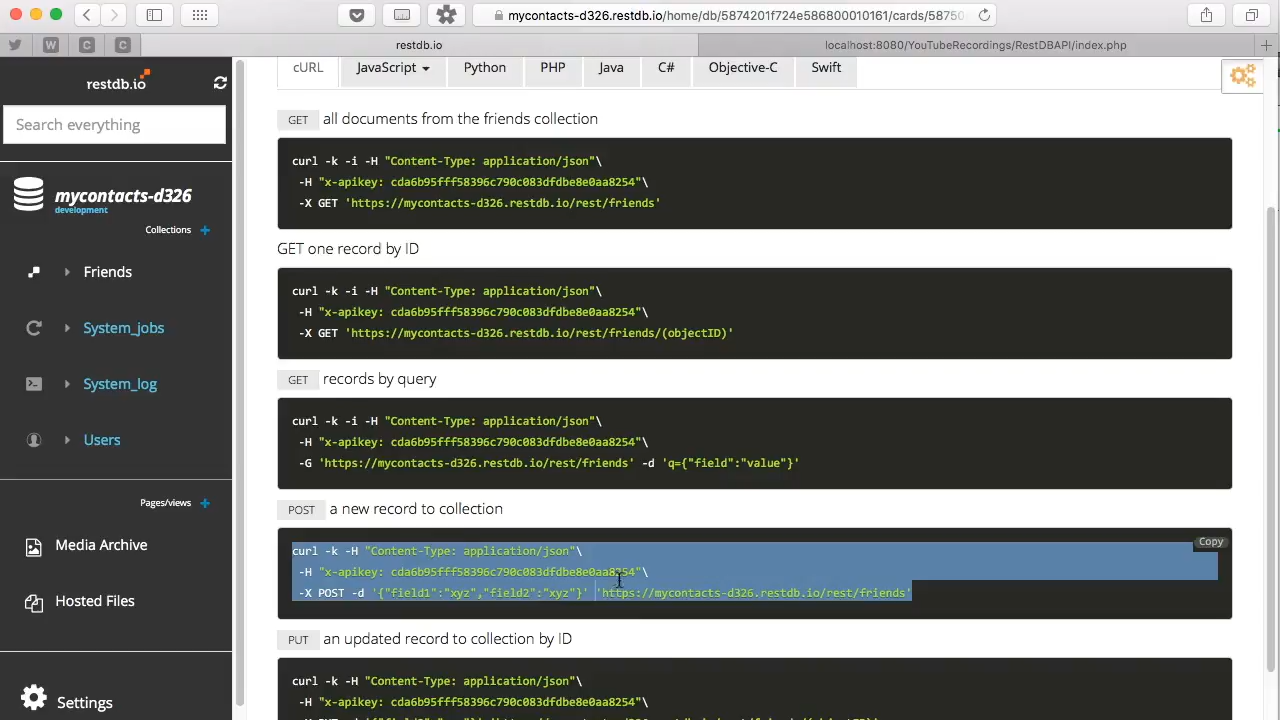 mycontacts-d326.restdb.io/home/db/5874201f724e586800010161/cards/5875
W C C restdb.io localhost:8080/YouTubeRecordings/RestDBAPI/index.php
restdb.io
Search everything
mycontacts-d326
development
Collections +
Friends
System_jobs
System_log
Users
Pages/views +
Media Archive
Hosted Files
Settings
cURL JavaScript Python PHP Java C# Objective-C Swift
GET all documents from the friends collection
curl -k -i -H "Content-Type: application/json"\
-H "x-apikey: cda6b95fff58396c790c083dfdbe8e0aa8254"\
-X GET 'https://mycontacts-d326.restdb.io/rest/friends'
GET one record by ID
curl -k -i -H "Content-Type: application/json"\
-H "x-apikey: cda6b95fff58396c790c083dfdbe8e0aa8254"\
-X GET 'https://mycontacts-d326.restdb.io/rest/friends/(objectID)'
GET records by query
curl -k -i -H "Content-Type: application/json"\
-H "x-apikey: cda6b95fff58396c790c083dfdbe8e0aa8254"\
-G 'https://mycontacts-d326.restdb.io/rest/friends' -d 'q={"field":"value"}'
POST a new record to collection
Copy
curl -k -H "Content-Type: application/json"\
-H "x-apikey: cda6b95fff58396c790c083dfdbe8e0aa8254"\
-X POST -d '{"field1":"xyz","field2":"xyz"}' 'https://mycontacts-d326.restdb.io/rest/friends'
PUT an updated record to collection by ID
curl -k -H "Content-Type: application/json"\
-H "x-apikey: cda6b95fff58396c790c083dfdbe8e0aa8254"\